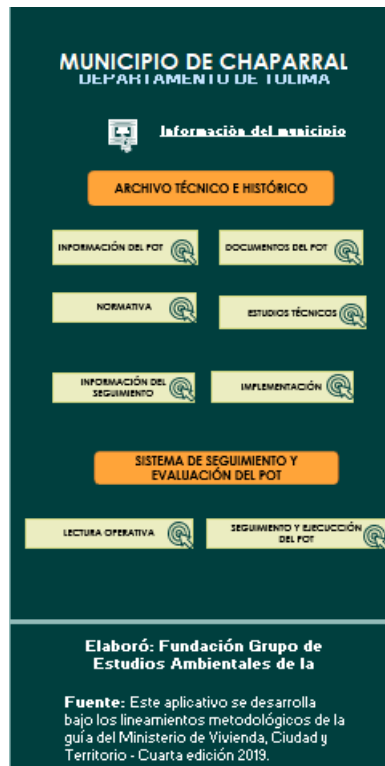 MUNICIPIO DE CHAPARRAL
DEPARTAMENTO DE TOLIMA
Información del municipio
ARCHIVO TÉCNICO E HISTÓRICO
INFORMACIÓN DEL POT
DOCUMENTOS DEL POT
NORMATIVA
ESTUDIOS TÉCNICOS
INFORMACIÓN DEL
SEGUIMIENTO
IMPLEMENTACIÓN
SISTEMA DE SEGUIMIENTO Y
EVALUACIÓN DEL POT
LECTURA OPERATIVA
SEGUIMIENTO Y EJECUCCIÓN
DEL POT
Elaboró: Fundación Grupo de
Estudios Ambientales de la
Fuente: Este aplicativo se desarrolla
bajo los lineamientos metodológicos de la
guía del Ministerio de Vivienda, Ciudad y
Territorio - Cuarta edición 2019.